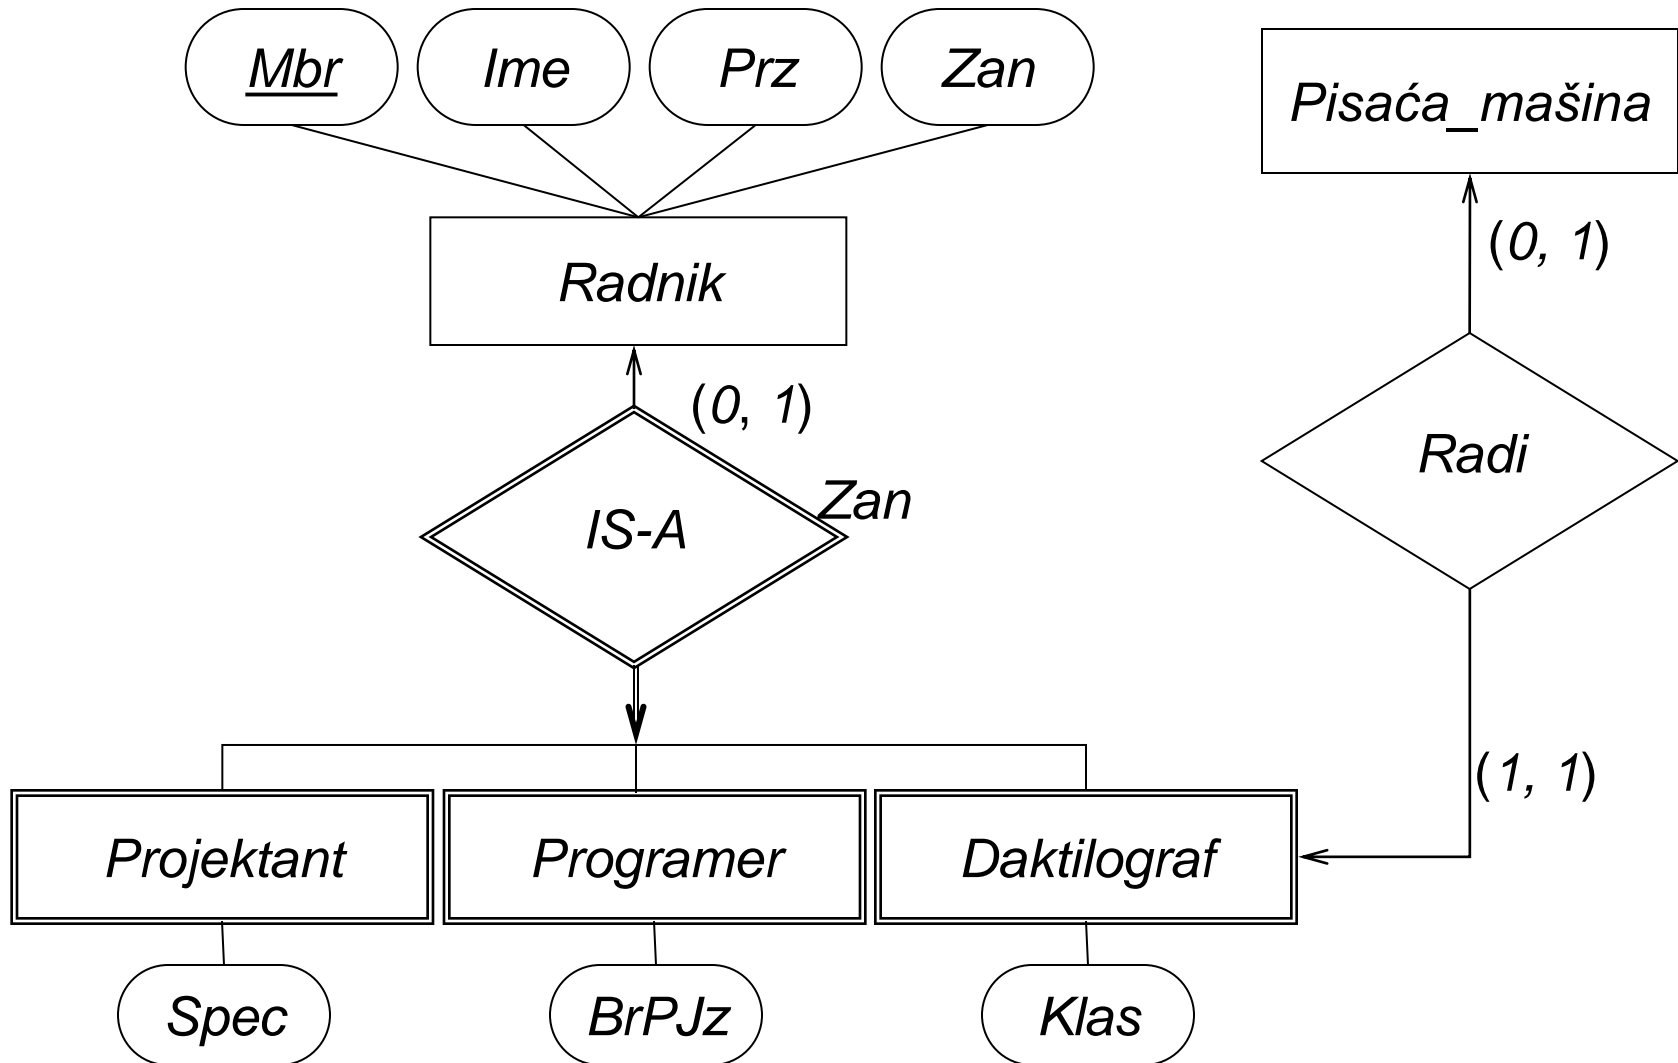 Mbr
Ime
Prz
Zan
Pisaća_mašina
Radnik
(0, 1)
(0, 1)
Radi
Zan
IS-A
(1, 1)
Projektant
Programer
Daktilograf
Spec
BrPJz
Klas